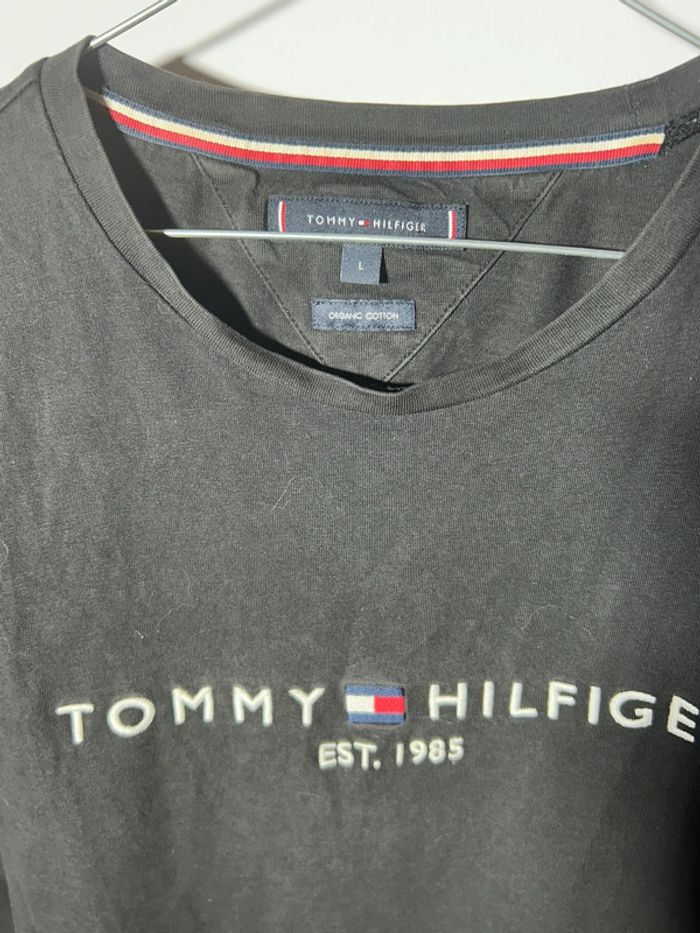 TOMMY HILFIGER
L
ORGANIC COTTON
TOMMY HILFIGE
EST. 1985